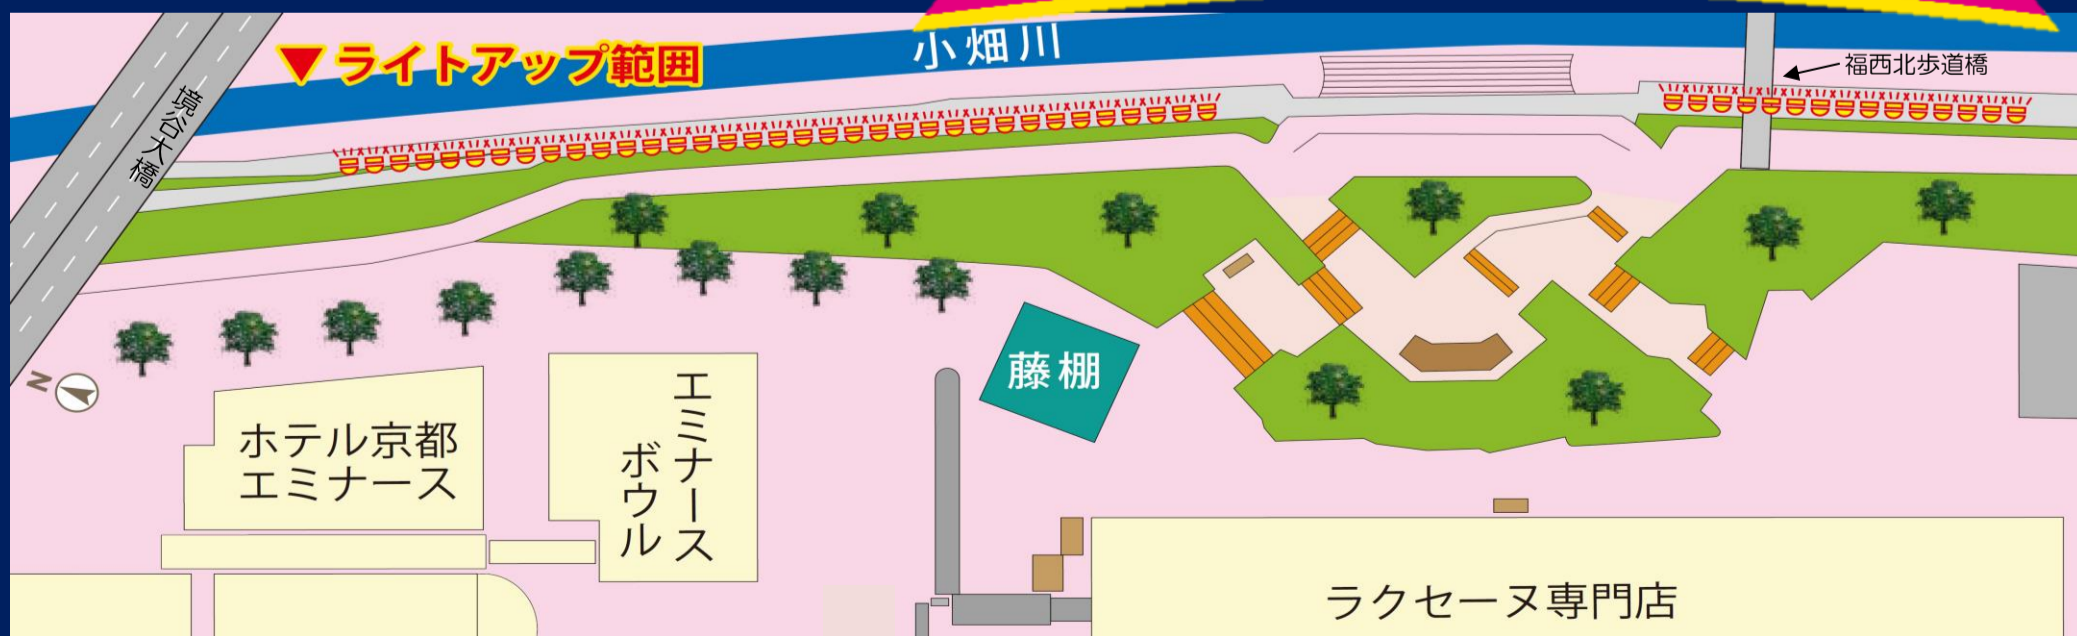 ▼ライトアップ範囲
小畑川
福西北歩道橋
境谷大橋
N
藤棚
ホテル京都
エミナース
エミナース
ボウル
ラクセーヌ専門店